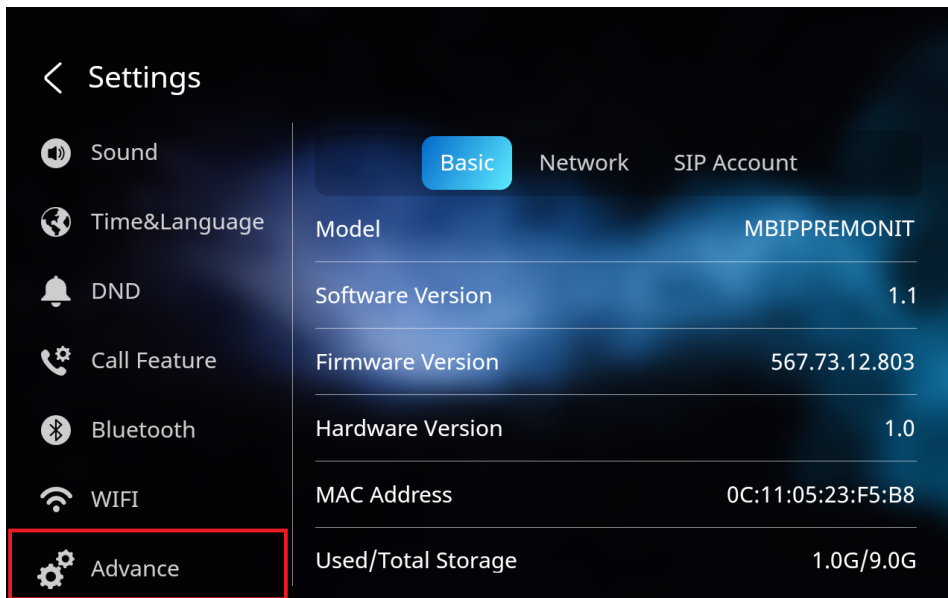 Settings
Sound
Time&Language
DND
Call Feature
Bluetooth
WIFI
Advance
Basic Network SIP Account
Model MBIPPREMONIT
Software Version 1.1
Firmware Version 567.73.12.803
Hardware Version 1.0
MAC Address 0C:11:05:23:F5:B8
Used/Total Storage 1.0G/9.0G